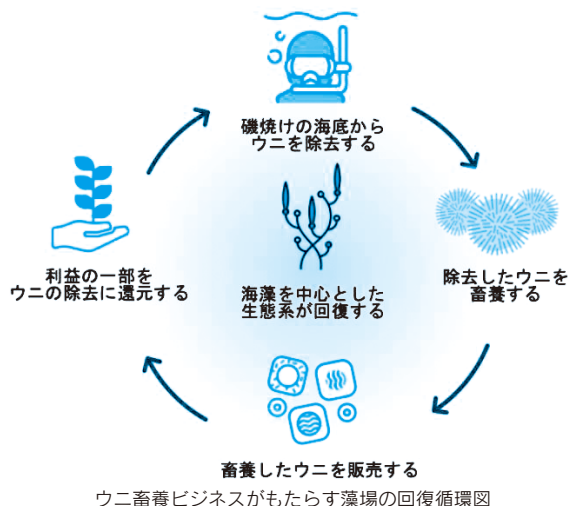 磯焼けの海底から
ウニを除去する
除去したウニを
畜養する
畜養したウニを販売する
利益の一部を
ウニの除去に還元する
海藻を中心とした
生態系が回復する
ウニ畜養ビジネスがもたらす藻場の回復循環図